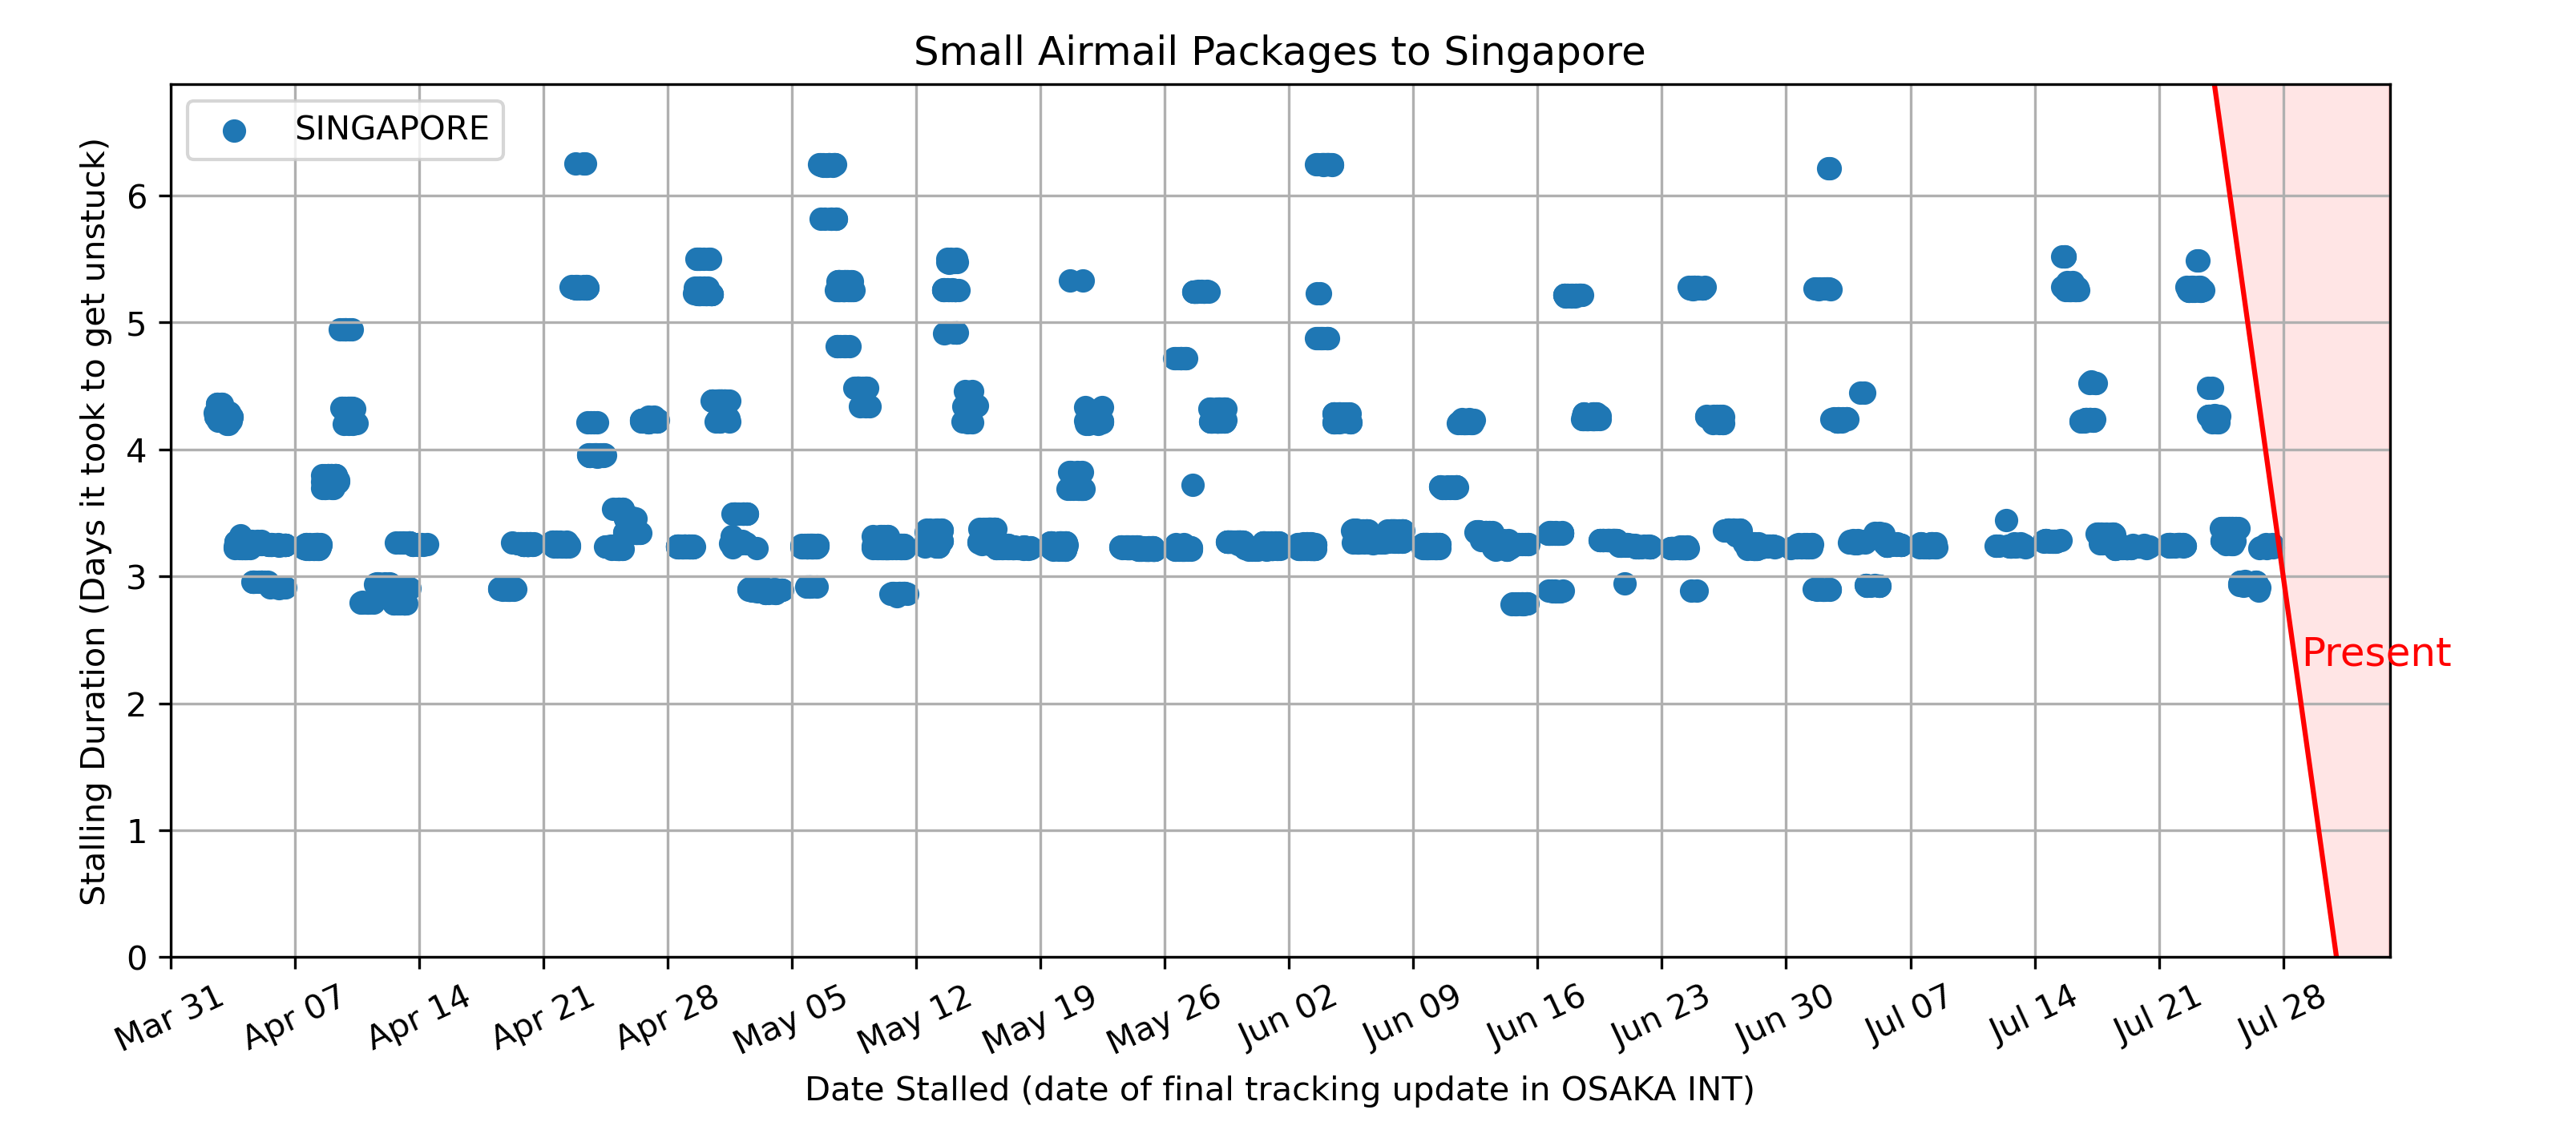 Small Airmail Packages to Singapore
SINGAPORE
Stalling Duration (Days it took to get unstuck)
6
5
4
3
2
1
0
Present
Mar 31
Apr 07
Apr 14
Apr 21
Apr 28
May 05
May 12
May 19
May 26
Jun 02
Jun 09
Jun 16
Jun 23
Jun 30
Jul 07
Jul 14
Jul 21
Jul 28
Date Stalled (date of final tracking update in OSAKA INT)